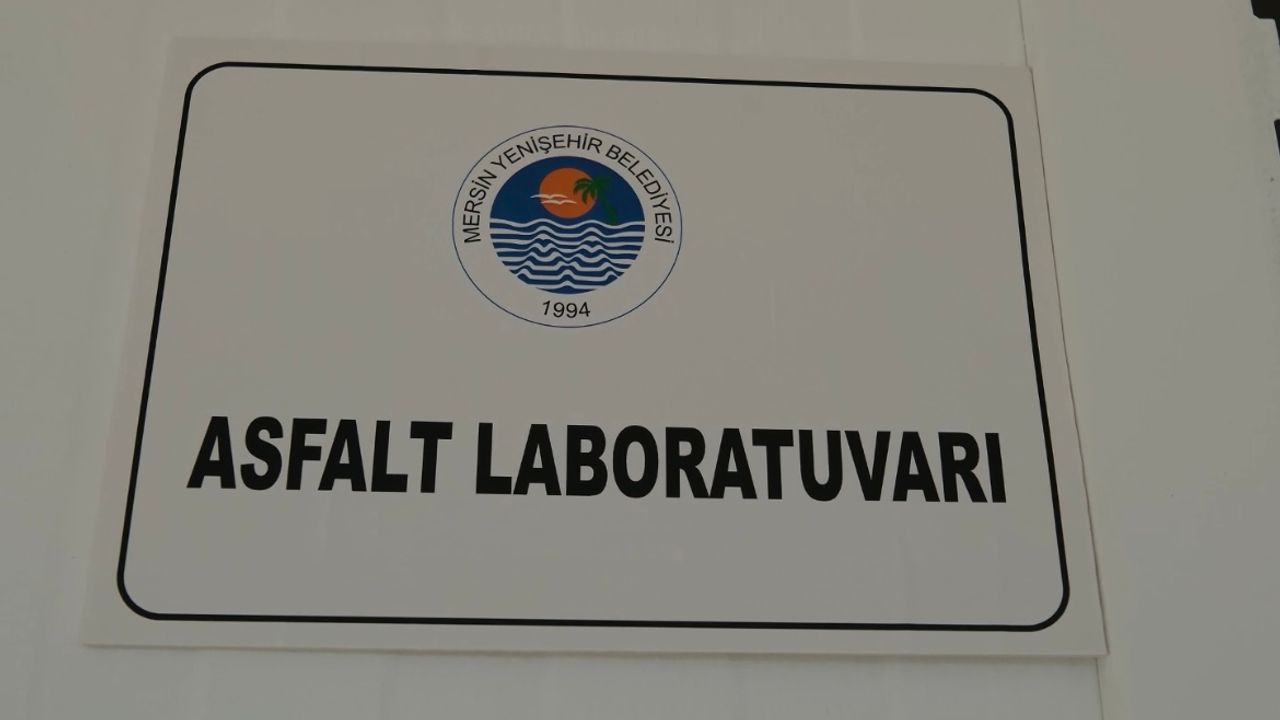 MERSİN YENİŞEHİR BELEDİYESİ
1994
ASFALT LABORATUVARI